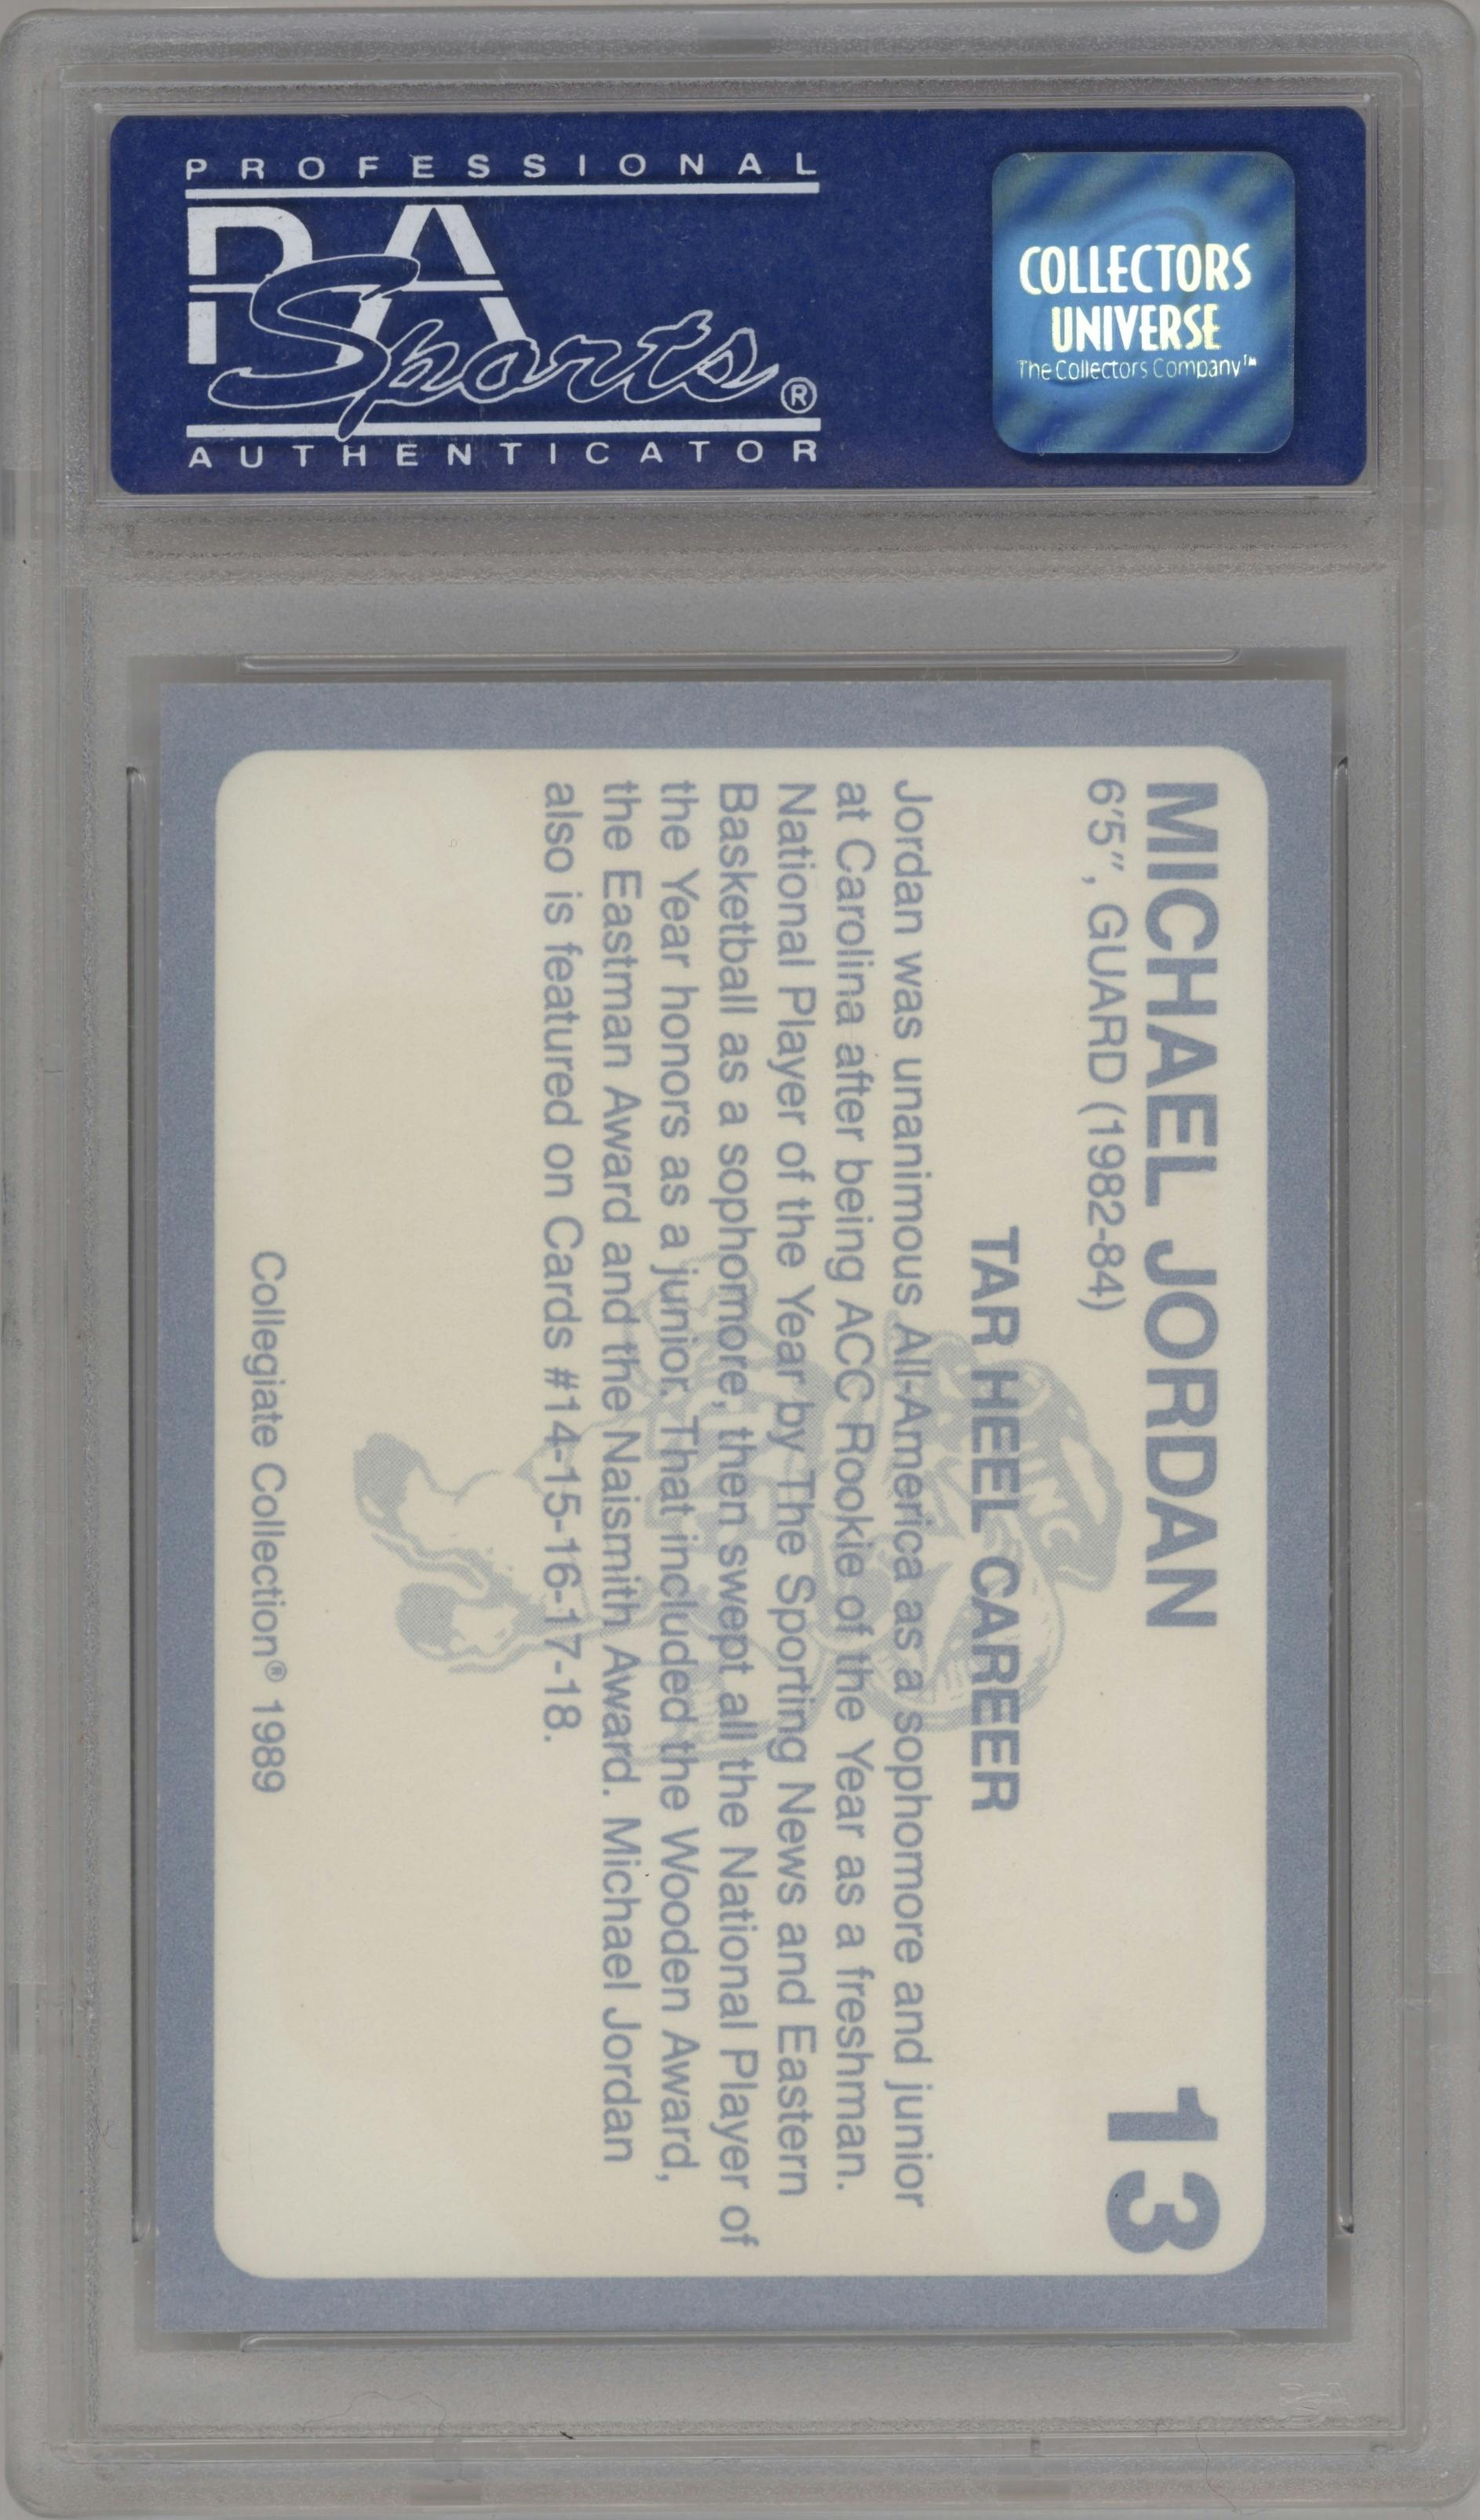 PROFESSIONAL
PSA
Sports®
AUTHENTICATOR
COLLECTORS
UNIVERSE
The Collectors Company™
MICHAEL JORDAN 13
6'5", GUARD (1982-84)
TAR HEEL CAREER
Jordan was unanimous All-America as a sophomore and junior
at Carolina after being ACC Rookie of the Year as a freshman.
National Player of the Year by The Sporting News and Eastern
Basketball as a sophomore, then swept all the National Player of
the Year honors as a junior. That included the Wooden Award,
the Eastman Award and the Naismith Award. Michael Jordan
also is featured on Cards #14-15-16-17-18.
Collegiate Collection® 1989
UNC